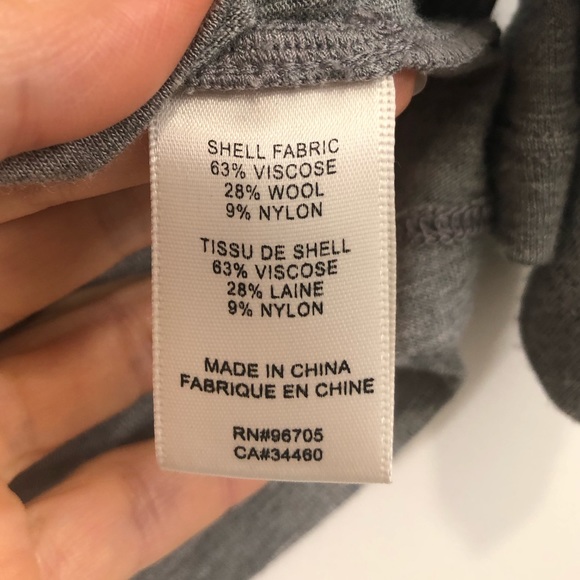 SHELL FABRIC
63% VISCOSE
28% WOOL
9% NYLON
TISSU DE SHELL
63% VISCOSE
28% LAINE
9% NYLON
MADE IN CHINA
FABRIQUE EN CHINE
RN#96705
CA#34460